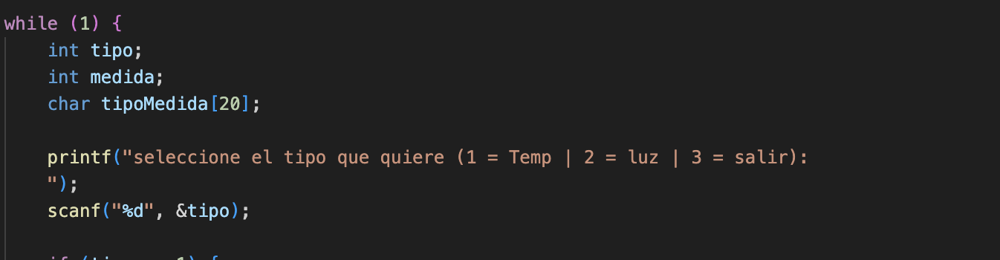 while (1) {
int tipo;
int medida;
char tipoMedida[20];
printf("seleccione el tipo que quiere (1 = Temp | 2 = luz | 3 = salir):
");
scanf("%d", &tipo);